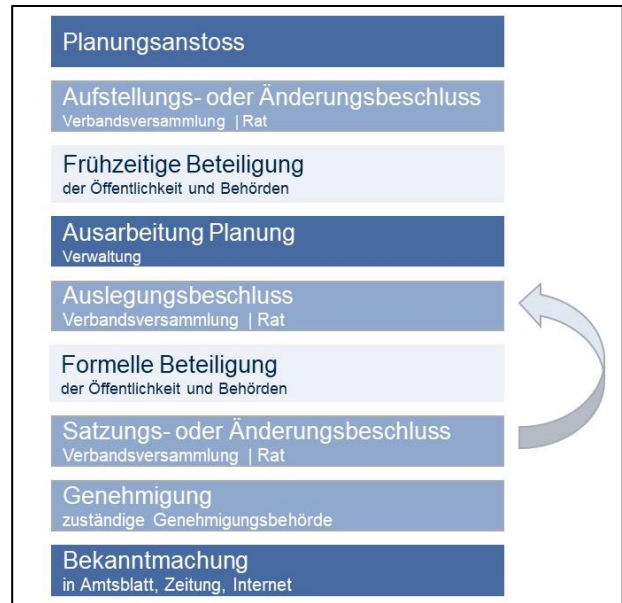 Planungsanstoss
Aufstellungs- oder Änderungsbeschluss
Verbandsversammlung | Rat
Frühzeitige Beteiligung
der Öffentlichkeit und Behörden
Ausarbeitung Planung
Verwaltung
Auslegungsbeschluss
Verbandsversammlung | Rat
Formelle Beteiligung
der Öffentlichkeit und Behörden
Satzungs- oder Änderungsbeschluss
Verbandsversammlung | Rat
Genehmigung
zuständige Genehmigungsbehörde
Bekanntmachung
in Amtsblatt, Zeitung, Internet